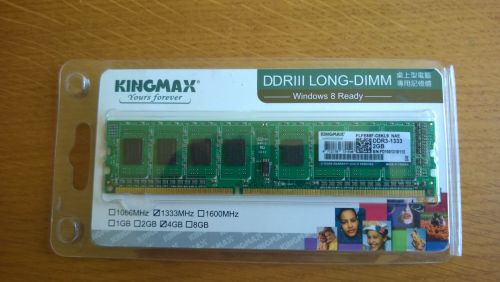 KINGMAX®
Yours forever
DDRIII LONG-DIMM
Windows 8 Ready
桌上型電腦
專用記憶體
KINGMAX
DDR3-1333
2GB
1066MHz 1333MHz 1600MHz
1GB 2GB 4GB 8GB